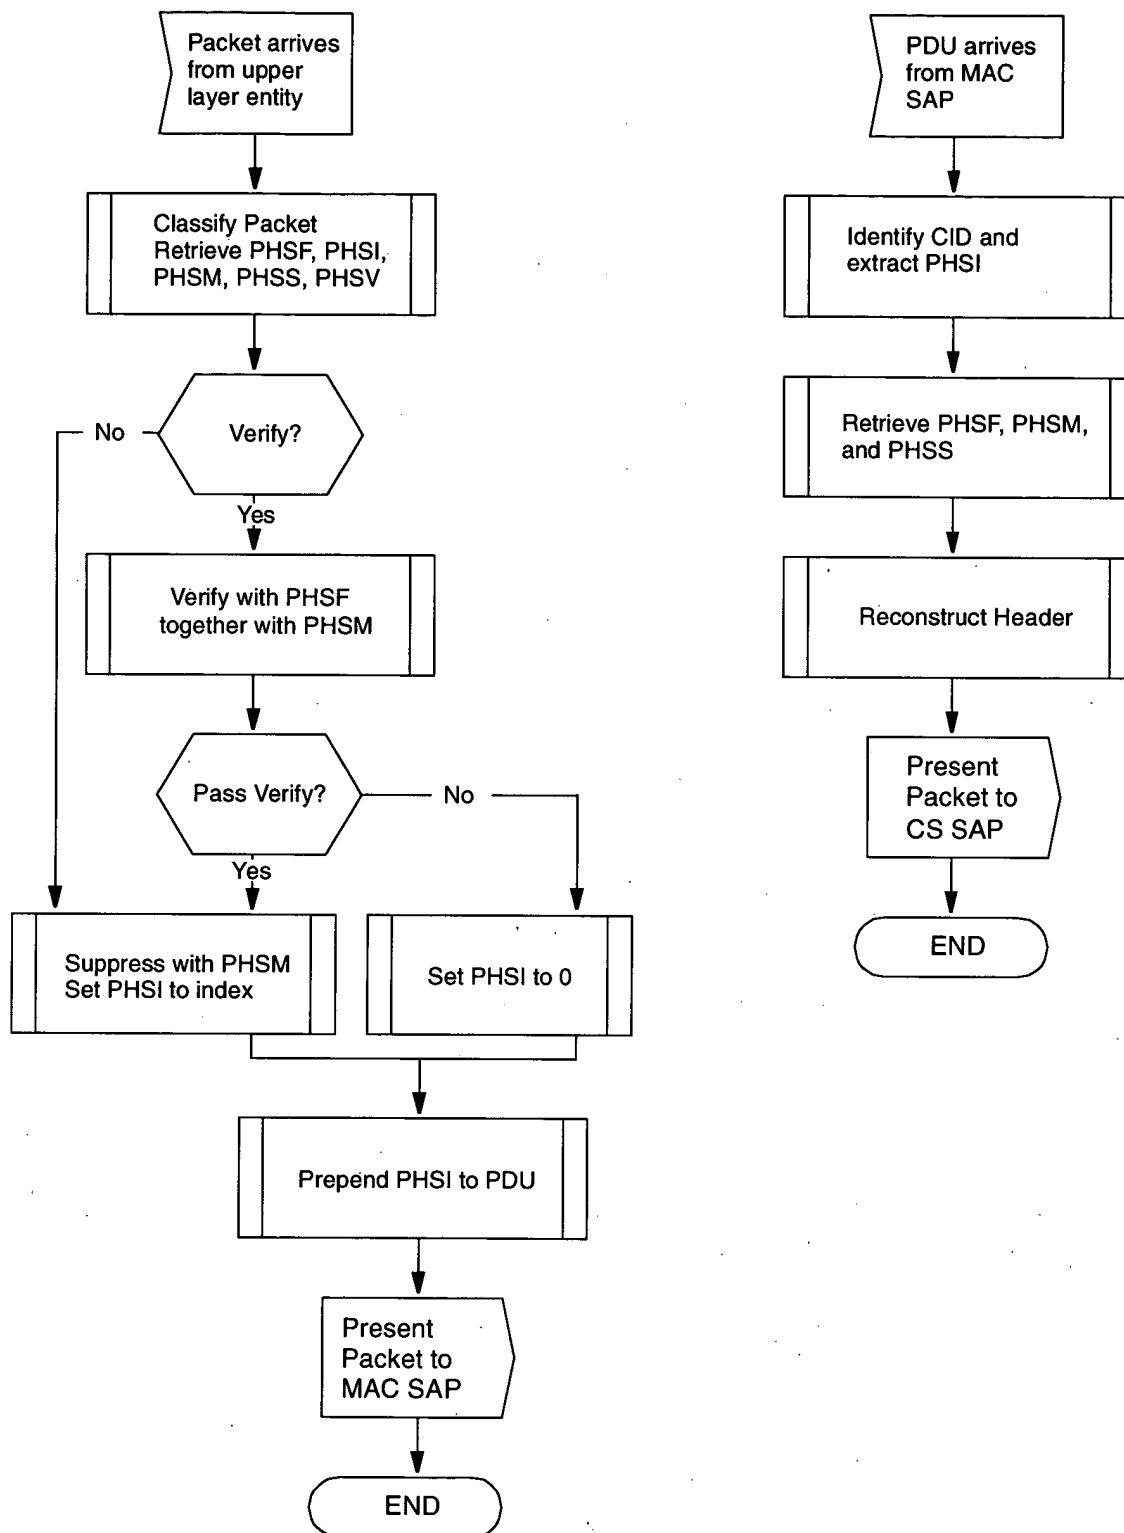 Packet arrives
from upper
layer entity
Classify Packet
Retrieve PHSF, PHSI,
PHSM, PHSS, PHSV
No
Verify?
Yes
Verify with PHSF
together with PHSM
Pass Verify?
No
Yes
Suppress with PHSM
Set PHSI to index
Set PHSI to 0
Prepend PHSI to PDU
Present
Packet to
MAC SAP
END
PDU arrives
from MAC
SAP
Identify CID and
extract PHSI
Retrieve PHSF, PHSM,
and PHSS
Reconstruct Header
Present
Packet to
CS SAP
END